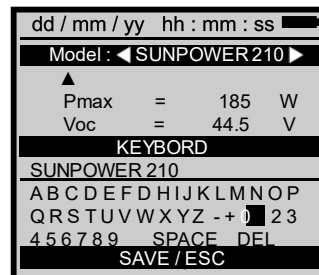 dd / mm / yy hh : mm : ss
Model : ◀ SUNPOWER 210 ▶
▲
Pmax = 185 W
Voc = 44.5 V
KEYBORD
SUNPOWER 210
A B C D E F D H I J K L M N O P
Q R S T U V W X Y Z - + 0 2 3
4 5 6 7 8 9 SPACE DEL
SAVE / ESC